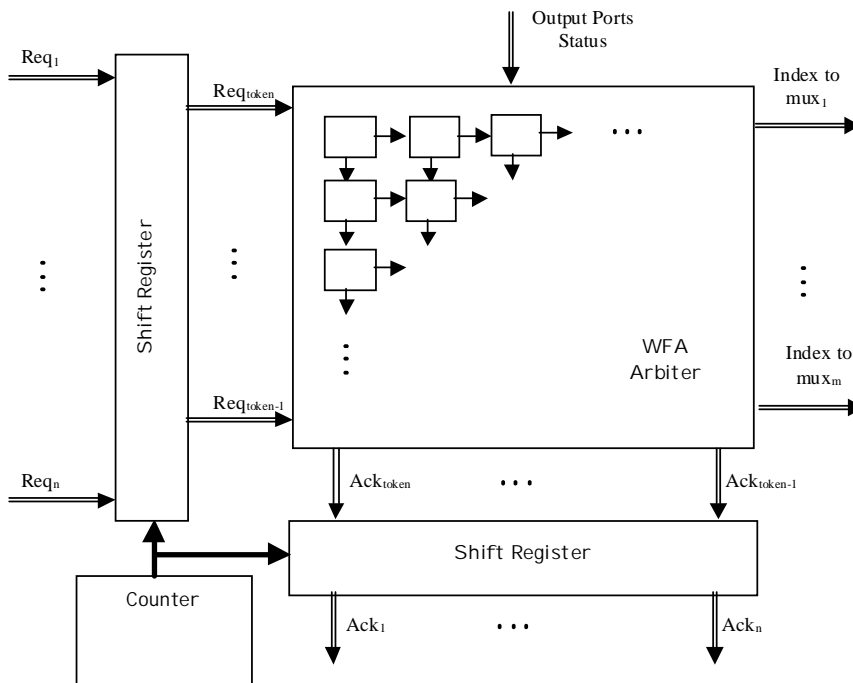 Output Ports
Status
Req1
Reqtoken
Index to
mux1
Shift Register
WFA
Arbiter
Index to
muxm
Reqtoken-1
Reqn
Acktoken
Acktoken-1
Shift Register
Counter
Ack1
Ackn